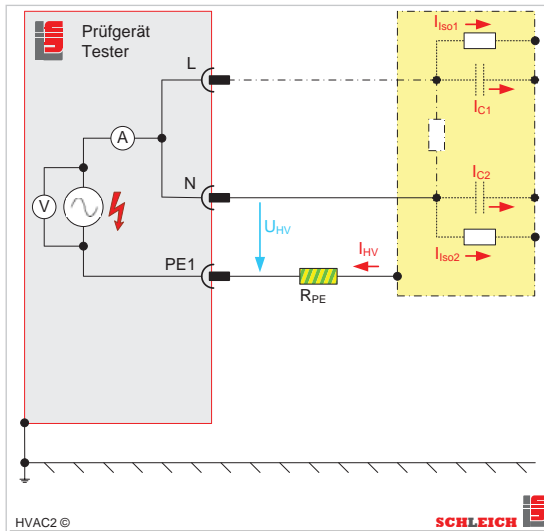 Prüfgerät
Tester
L
A
V
N
PE1
U_HV
I_HV
R_PE
I_Iso1
I_C1
I_C2
I_Iso2
HVAC2 ©
SCHLEICH